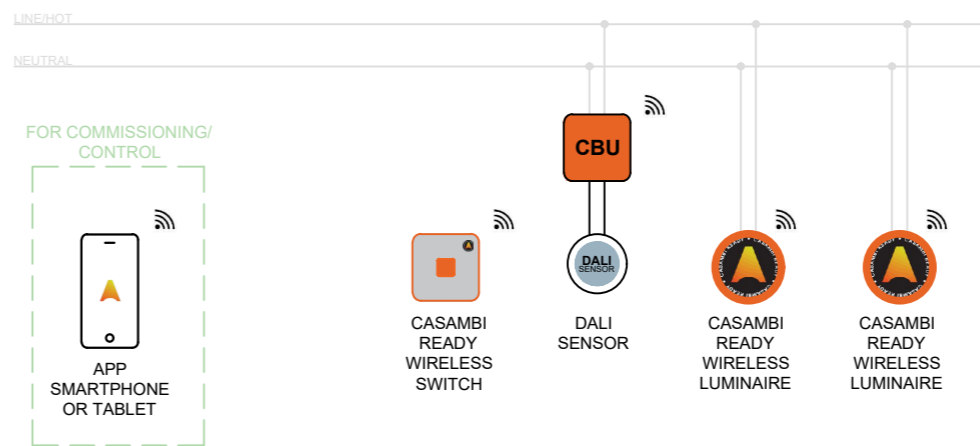 LINE/HOT
NEUTRAL
FOR COMMISSIONING/
CONTROL
CBU
DALI
SENSOR
APP
SMARTPHONE
OR TABLET
CASAMBI
READY
WIRELESS
SWITCH
DALI
SENSOR
CASAMBI
READY
WIRELESS
LUMINAIRE
CASAMBI
READY
WIRELESS
LUMINAIRE